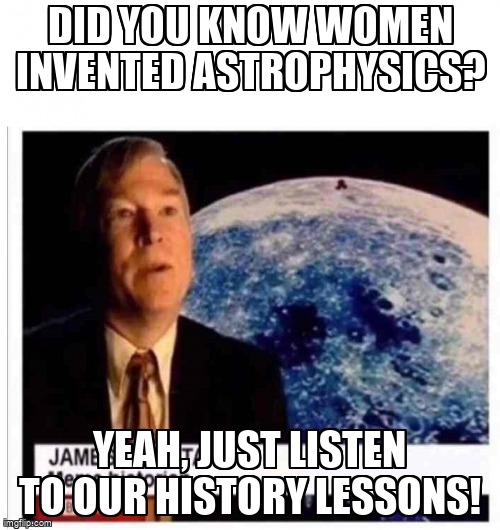 DID YOU KNOW WOMEN
INVENTED ASTROPHYSICS?
YEAH, JUST LISTEN
TO OUR HISTORY LESSONS!
imgflip.com